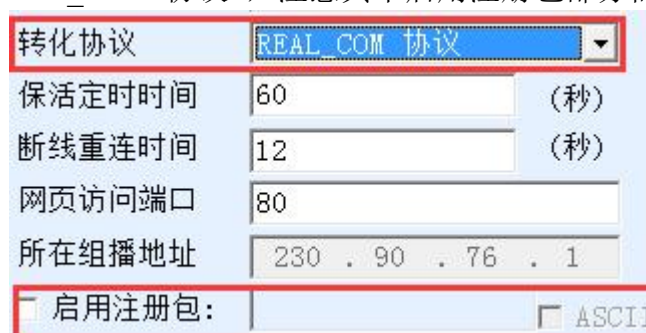 转化协议 REAL_COM 协议
保活定时时间 60 (秒)
断线重连时间 12 (秒)
网页访问端口 80
所在组播地址 230 . 90 . 76 . 1
启用注册包: ASCII